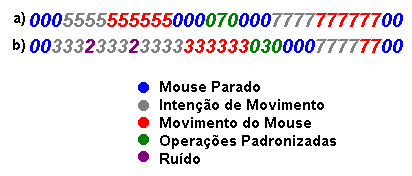 a) 0005555555555000070000777777777700
b) 0033323332333333333303000077777700
Mouse Parado
Intenção de Movimento
Movimento do Mouse
Operações Padronizadas
Ruído